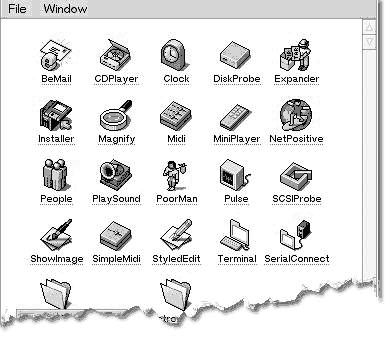 File Window
BeMail CDPlayer Clock DiskProbe Expander
Installer Magnify Midi MiniPlayer NetPositive
People PlaySound PoorMan Pulse SCSIProbe
ShowImage SimpleMidi StyledEdit Terminal SerialConnect